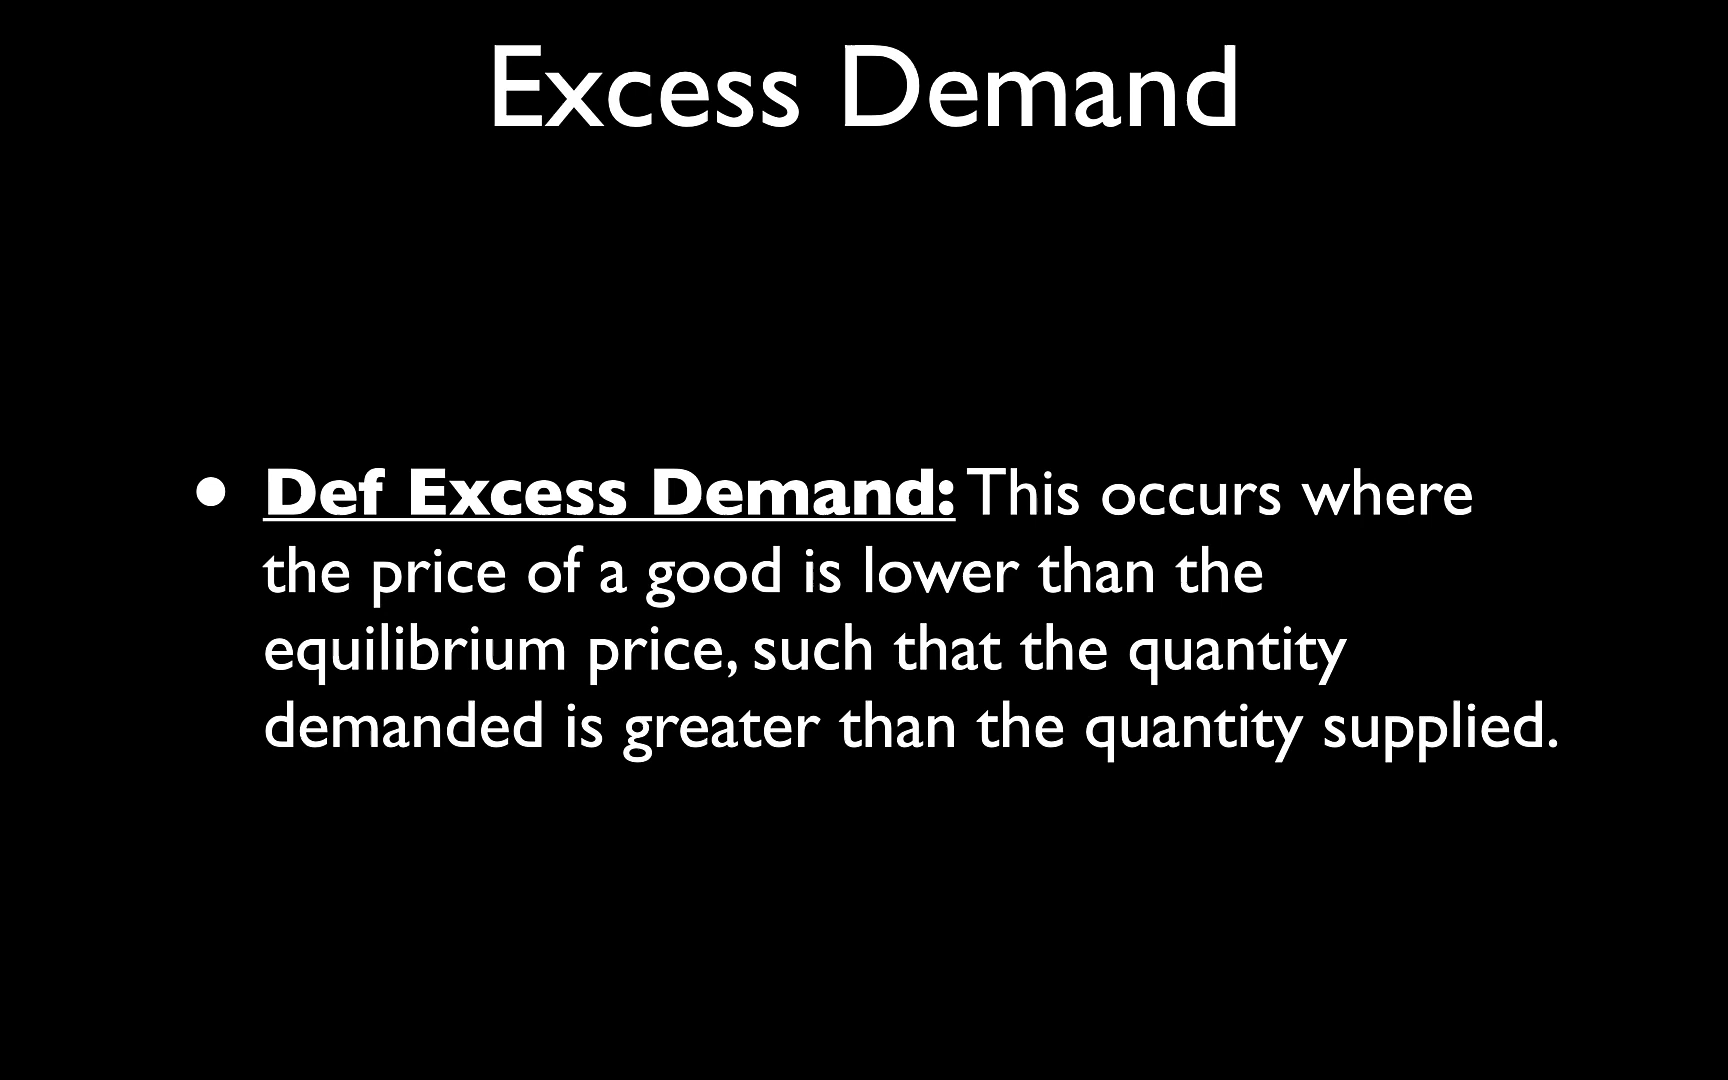 Excess Demand
• Def Excess Demand: This occurs where
the price of a good is lower than the
equilibrium price, such that the quantity
demanded is greater than the quantity supplied.